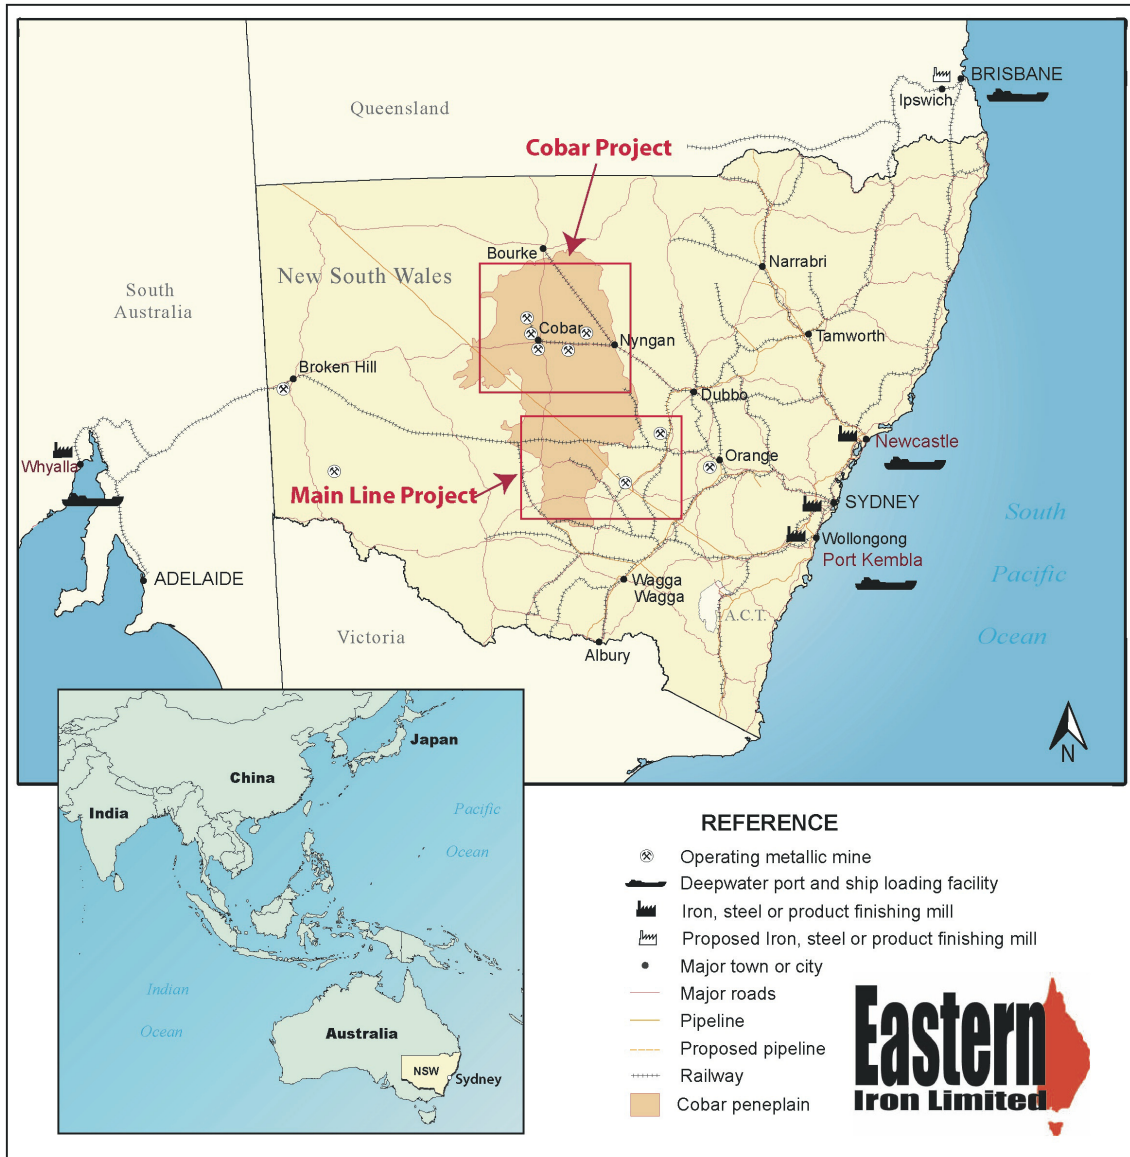 BRISBANE
Ipswich
Queensland
Cobar Project
Bourke
Narrabri
New South Wales
South
Australia
Cobar
Nyngan
Tamworth
Broken Hill
Dubbo
Newcastle
Orange
Whyalla
Main Line Project
SYDNEY
South
Pacific
Ocean
Wollongong
Port Kembla
ADELAIDE
Wagga
Wagga
A.C.T.
Victoria
Albury
N
Japan
China
India
Pacific
Ocean
Indian
Ocean
Australia
NSW
Sydney
REFERENCE
Operating metallic mine
Deepwater port and ship loading facility
Iron, steel or product finishing mill
Proposed Iron, steel or product finishing mill
Major town or city
Major roads
Pipeline
Proposed pipeline
Railway
Cobar peneplain
Eastern
Iron Limited